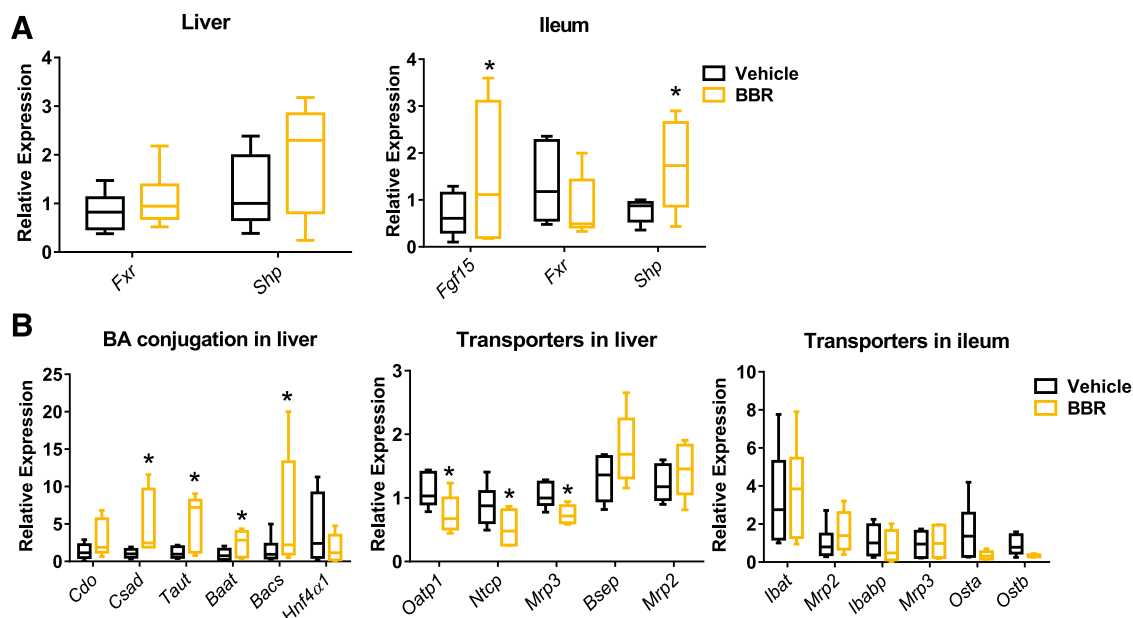 A
Liver
Ileum
Relative Expression
4
3
2
1
0
Fxr
Shp
Relative Expression
4
3
2
1
0
*
*
Fgf15
Fxr
Shp
Vehicle
BBR
B
BA conjugation in liver
Transporters in liver
Transporters in ileum
Relative Expression
25
20
15
10
5
0
*
*
*
*
Cdo
Csad
Taut
Baat
Bacs
Hnf4α1
Relative Expression
3
2
1
0
*
*
*
Oatp1
Ntcp
Mrp3
Bsep
Mrp2
Relative Expression
10
8
6
4
2
0
Ibat
Mrp2
Ibabp
Mrp3
Osta
Ostb
Vehicle
BBR